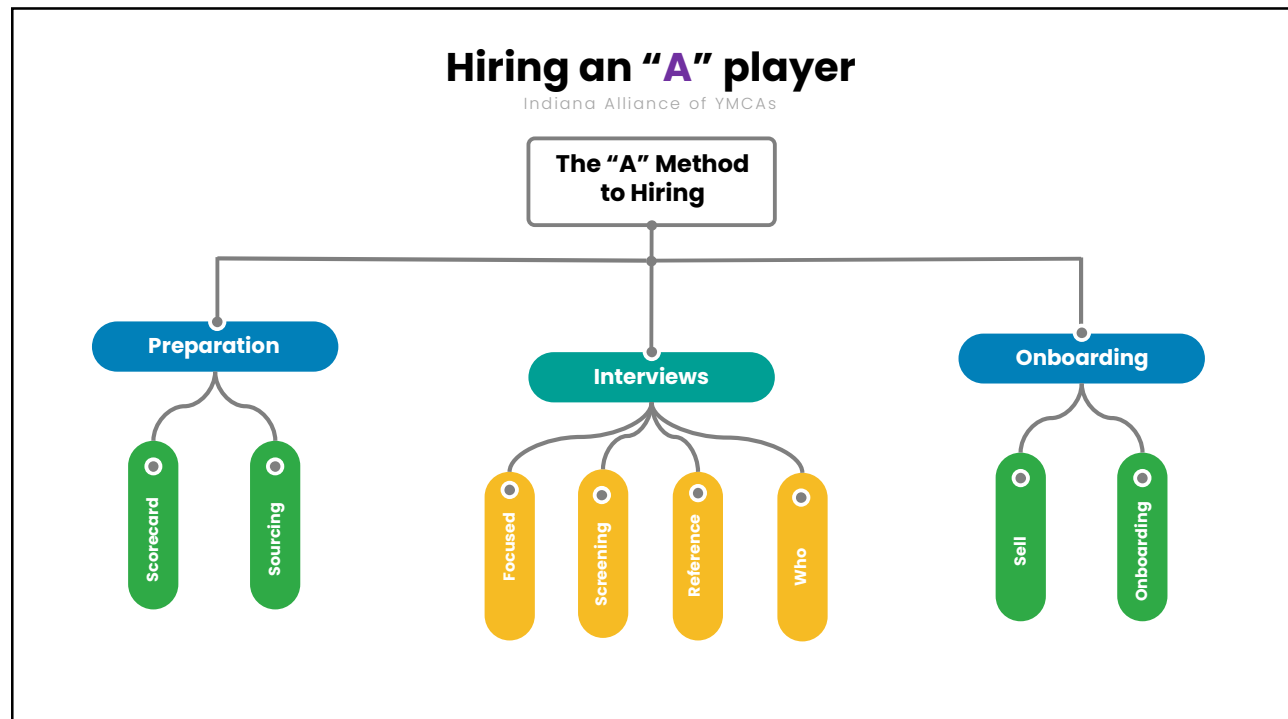 Hiring an “A” player
Indiana Alliance of YMCAs
The “A” Method
to Hiring
Preparation
Interviews
Onboarding
Scorecard
Sourcing
Focused
Screening
Reference
Who
Sell
Onboarding